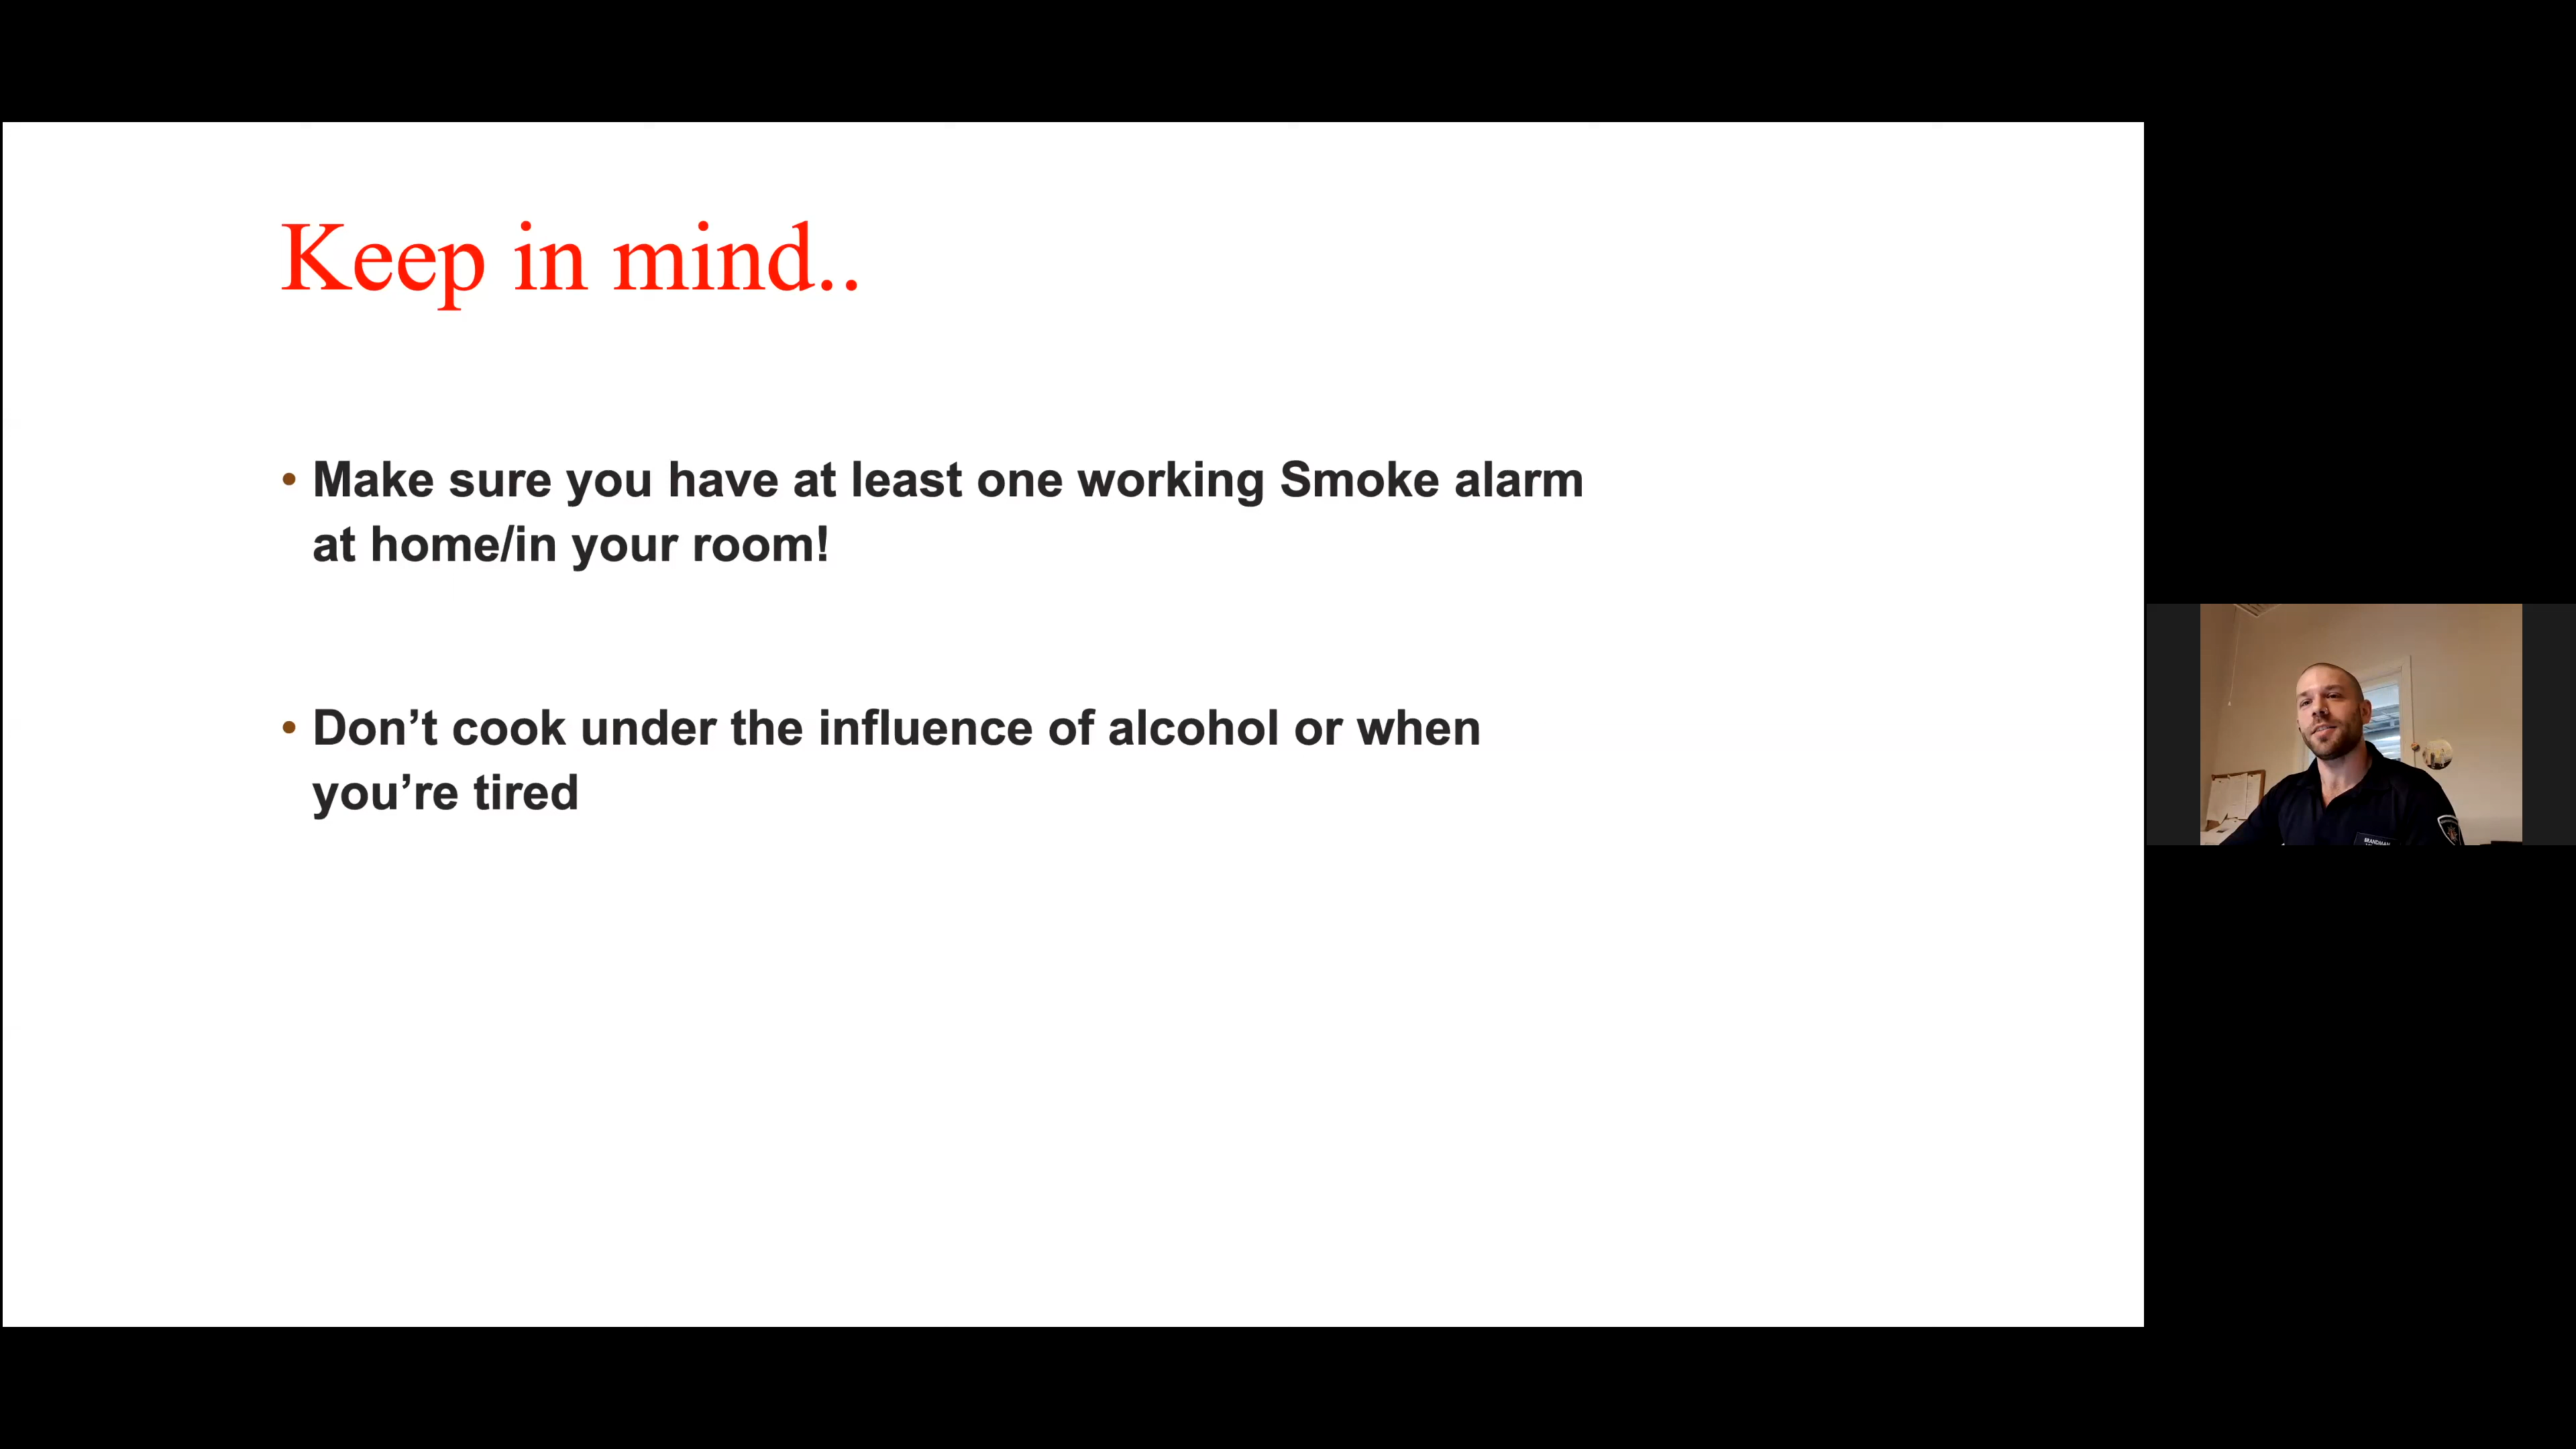 Keep in mind..
• Make sure you have at least one working Smoke alarm
at home/in your room!
• Don’t cook under the influence of alcohol or when
you’re tired
BRANDMAN